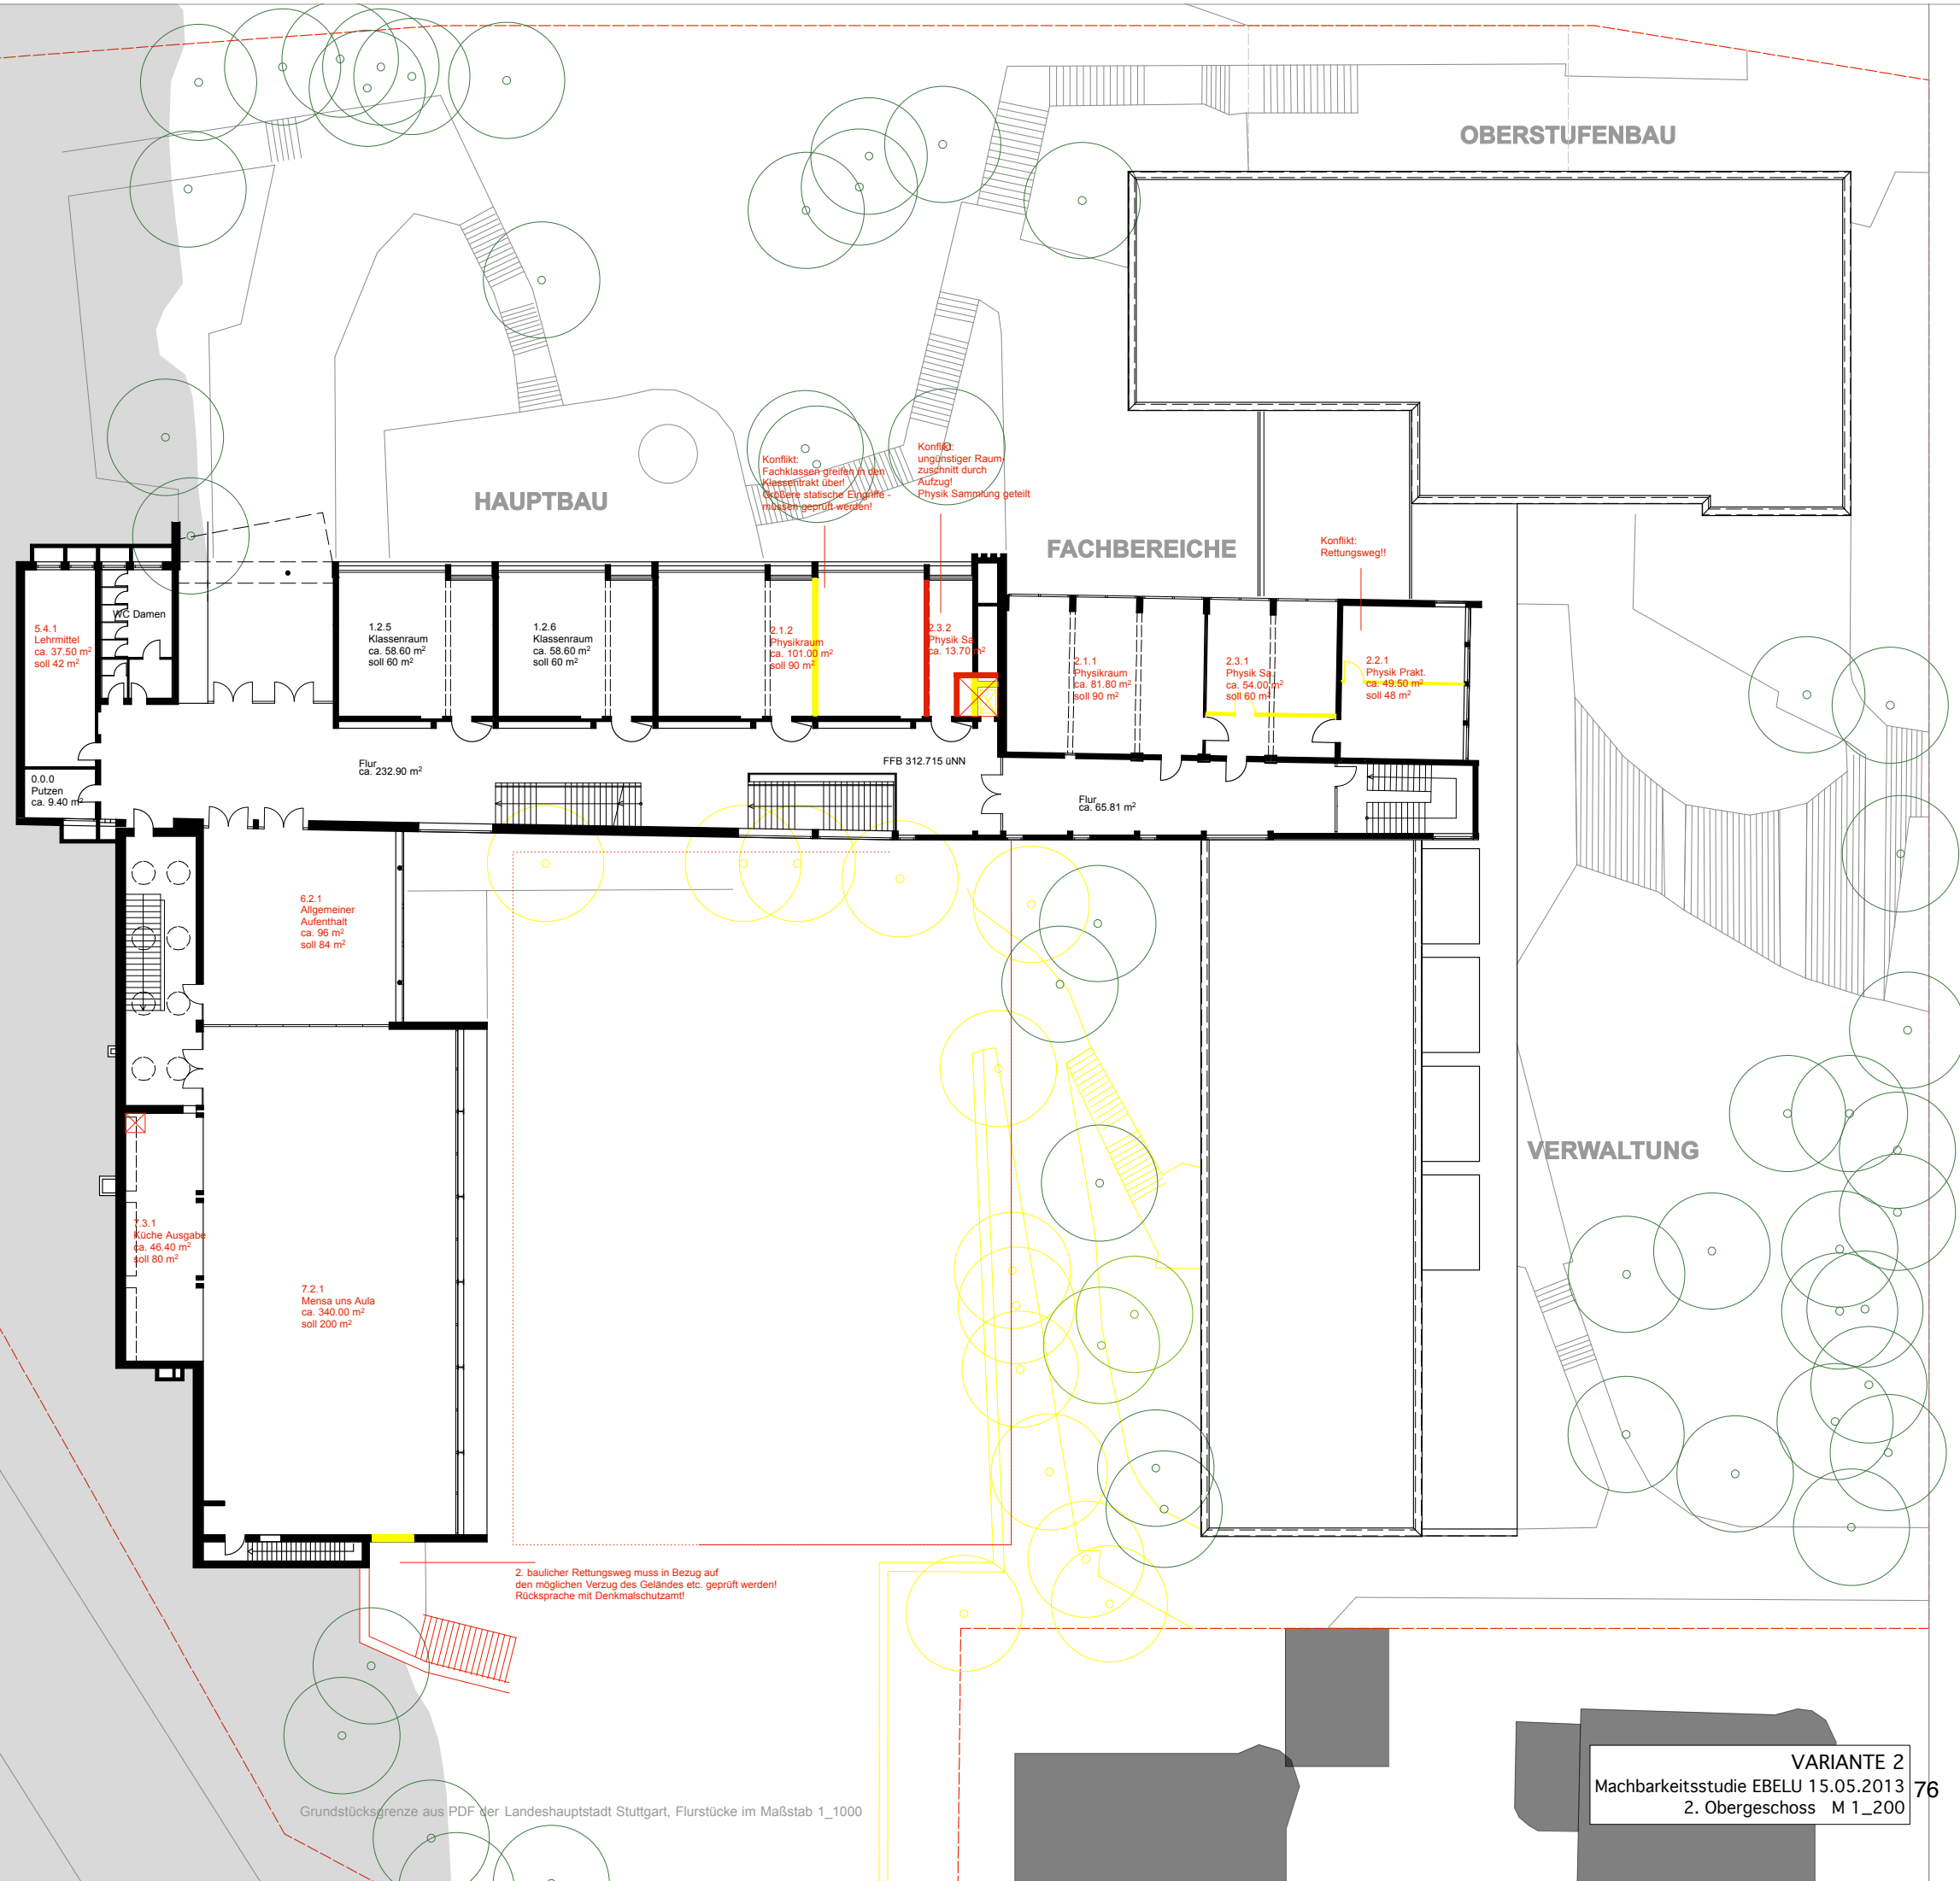 OBERSTUFENBAU
HAUPTBAU
Konflikt:
Fachklassen greifen in den
Klassentrakt über!
Größere statische Eingriffe -
müssen geprüft werden!
Konflikt:
ungünstiger Raum-
zuschnitt durch
Aufzug!
Physik Sammlung geteilt
FACHBEREICHE
Konflikt:
Rettungsweg!!
5.4.1
Lehrmittel
ca. 37.50 m²
soll 42 m²
WC Damen
1.2.5
Klassenraum
ca. 58.60 m²
soll 60 m²
1.2.6
Klassenraum
ca. 58.60 m²
soll 60 m²
2.1.2
Physikraum
ca. 101.00 m²
soll 90 m²
2.3.2
Physik Sa.
ca. 13.70 m²
2.1.1
Physikraum
ca. 81.80 m²
soll 90 m²
2.3.1
Physik Sa.
ca. 54.00 m²
soll 60 m²
2.2.1
Physik Prakt.
ca. 49.50 m²
soll 48 m²
0.0.0
Putzen
ca. 9.40 m²
Flur
ca. 232.90 m²
FFB 312.715 üNN
Flur
ca. 65.81 m²
6.2.1
Allgemeiner
Aufenthalt
ca. 96 m²
soll 84 m²
VERWALTUNG
7.3.1
Küche Ausgabe
ca. 46.40 m²
soll 80 m²
7.2.1
Mensa uns Aula
ca. 340.00 m²
soll 200 m²
2. baulicher Rettungsweg muss in Bezug auf
den möglichen Verzug des Geländes etc. geprüft werden!
Rücksprache mit Denkmalschutzamt!
Grundstücksgrenze aus PDF der Landeshauptstadt Stuttgart, Flurstücke im Maßstab 1_1000
VARIANTE 2
Machbarkeitsstudie EBELU 15.05.2013
2. Obergeschoss M 1_200
76